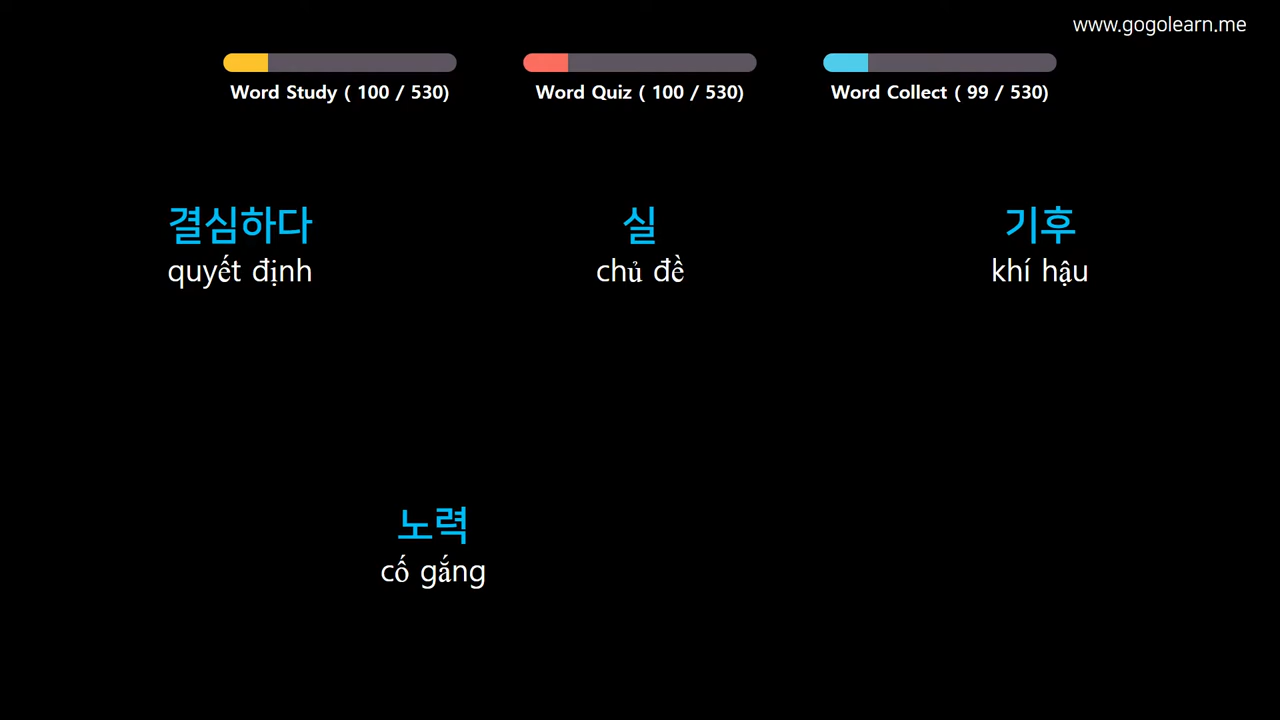 www.gogolearn.me
Word Study ( 100 / 530)
Word Quiz ( 100 / 530)
Word Collect ( 99 / 530)
결심하다
quyết định
실
chủ đề
기후
khí hậu
노력
cố gắng